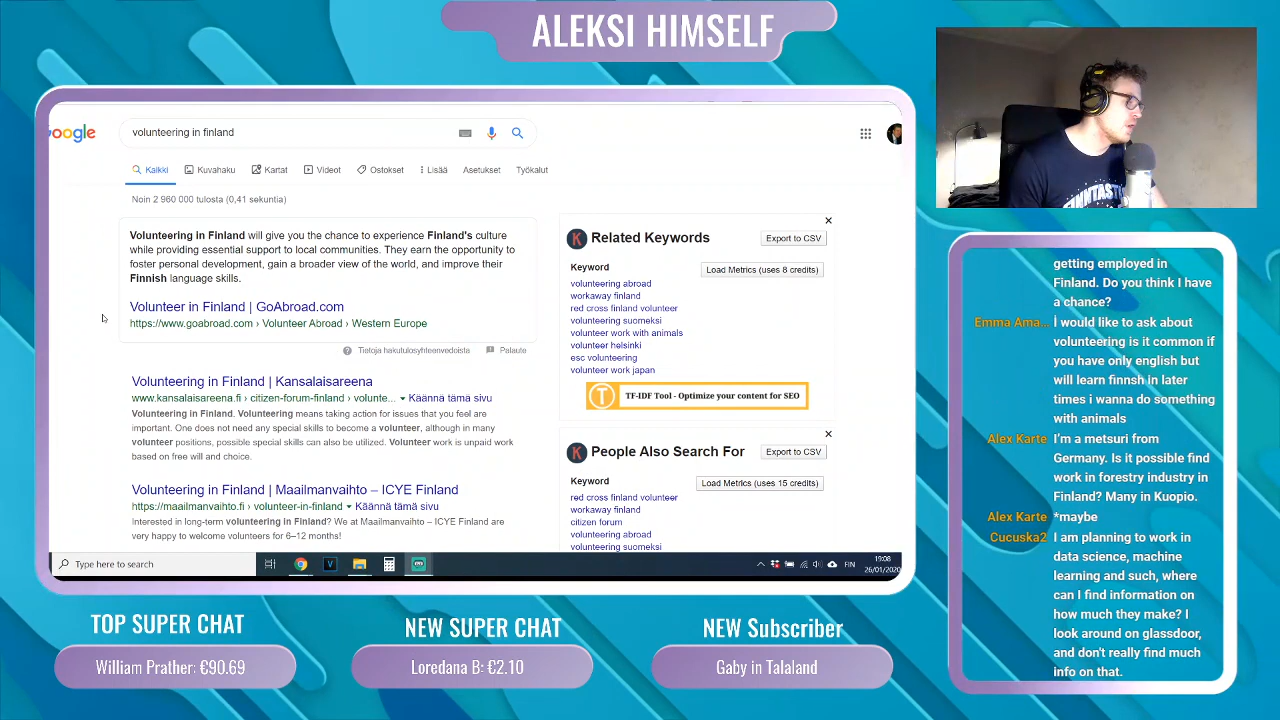 ALEKSI HIMSELF
Google
volunteering in finland
Kaikki
Kuvahaku
Kartat
Videot
Ostokset
Lisää
Asetukset
Työkalut
Noin 2 960 000 tulosta (0,41 sekuntia)
Volunteering in Finland will give you the chance to experience Finland's culture
while providing essential support to local communities. They earn the opportunity to
foster personal development, gain a broader view of the world, and improve their
Finnish language skills.
Volunteer in Finland | GoAbroad.com
https://www.goabroad.com › Volunteer Abroad › Western Europe
Tietoja hakutulosyhteenvedoista
Palaute
Volunteering in Finland | Kansalaisareena
www.kansalaisareena.fi › citizen-forum-finland › volunte... Käännä tämä sivu
Volunteering in Finland. Volunteering means taking action for issues that you feel are
important. One does not need any special skills to become a volunteer, although in many
volunteer positions, possible special skills can also be utilized. Volunteer work is unpaid work
based on free will and choice.
Volunteering in Finland | Maailmanvaihto – ICYE Finland
https://maailmanvaihto.fi › volunteer-in-finland Käännä tämä sivu
Interested in long-term volunteering in Finland? We at Maailmanvaihto – ICYE Finland are
very happy to welcome volunteers for 6–12 months!
K
Related Keywords
Export to CSV
Keyword
Load Metrics (uses 8 credits)
volunteering abroad
workaway finland
red cross finland volunteer
volunteering suomeksi
volunteer work with animals
volunteer helsinki
esc volunteering
volunteer work japan
T
TF-IDF Tool - Optimize your content for SEO
K
People Also Search For
Export to CSV
Keyword
Load Metrics (uses 15 credits)
red cross finland volunteer
workaway finland
citizen forum
volunteering abroad
volunteering suomeksi
Type here to search
V
FIN
19:08
26/01/2020
FINNTASTIC
getting employed in
Finland. Do you think I have
a chance?
Emma Ama... İ would like to ask about
volunteering is it common if
you have only english but
will learn finnsh in later
times i wanna do something
with animals
Alex Karte I'm a metsuri from
Germany. Is it possible find
work in forestry industry in
Finland? Many in Kuopio.
Alex Karte *maybe
Cucuska2 I am planning to work in
data science, machine
learning and such, where
can I find information on
how much they make? I
look around on glassdoor,
and don't really find much
info on that.
TOP SUPER CHAT
William Prather: €90.69
NEW SUPER CHAT
Loredana B: €2.10
NEW Subscriber
Gaby in Talaland